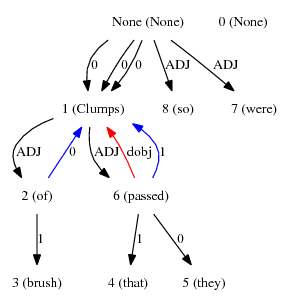 None (None) 0 (None)
0 0 0 ADJ ADJ
1 (Clumps) 8 (so) 7 (were)
ADJ 0 ADJ dobj 1
2 (of) 6 (passed)
1 1 0
3 (brush) 4 (that) 5 (they)